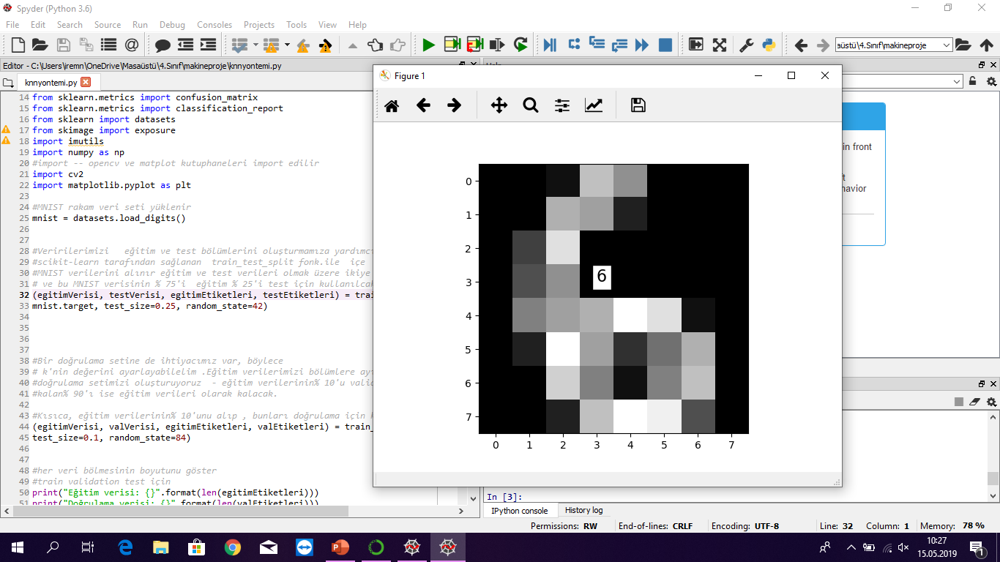 Spyder (Python 3.6)
File Edit Search Source Run Debug Consoles Projects Tools View Help
aüstü\4.Sınıf\makineproje
Editor - C:\Users\iremn\OneDrive\Masaüstü\4.Sınıf\makineproje\knnyontemi.py
knnyontemi.py
14 from sklearn.metrics import confusion_matrix
15 from sklearn.metrics import classification_report
16 from sklearn import datasets
17 from skimage import exposure
18 import imutils
19 import numpy as np
20 #import -- opencv ve matplot kutuphaneleri import edilir
21 import cv2
22 import matplotlib.pyplot as plt
23
24 #MNIST rakam veri seti yüklenir
25 mnist = datasets.load_digits()
26
27
28 #Veririlerimizi eğitim ve test bölümlerini oluşturmamıza yardımcı
29 #scikit-learn tarafından sağlanan train_test_split fonk.ile içe
30 #MNIST verilerini alınır eğitim ve test verileri olmak üzere ikiye
31 # ve bu MNIST verisinin % 75'i eğitim % 25'i test için kullanılcak
32 (egitimVerisi, testVerisi, egitimEtiketleri, testEtiketleri) = trai
33 mnist.target, test_size=0.25, random_state=42)
34
35
36
37
38 #Bir doğrulama setine de ihtiyacımız var, böylece
39 # k'nin değerini ayarlayabilelim .Eğitim verilerimizi bölümlere ay
40 #doğrulama setimizi oluşturuyoruz - eğitim verilerinin% 10'u valid
41 #kalan% 90'ı ise eğitim verileri olarak kalacak.
42
43 #Kısıca, eğitim verilerinin% 10'unu alıp , bunları doğrulama için
44 (egitimVerisi, valVerisi, egitimEtiketleri, valEtiketleri) = train_
45 test_size=0.1, random_state=84)
46
47
48 #her veri bölmesinin boyutunu göster
49 #train validation test için
50 print("Eğitim verisi: {}".format(len(egitimEtiketleri)))
51 print("Doğrulama verisi: {}".format(len(valEtiketleri)))
Figure 1
0
1
2
3
4
5
6
7
6
0 1 2 3 4 5 6 7
in front
havior
In [3]:
IPython console History log
Permissions: RW End-of-lines: CRLF Encoding: UTF-8 Line: 32 Column: 1 Memory: 78 %
10:27
15.05.2019
1